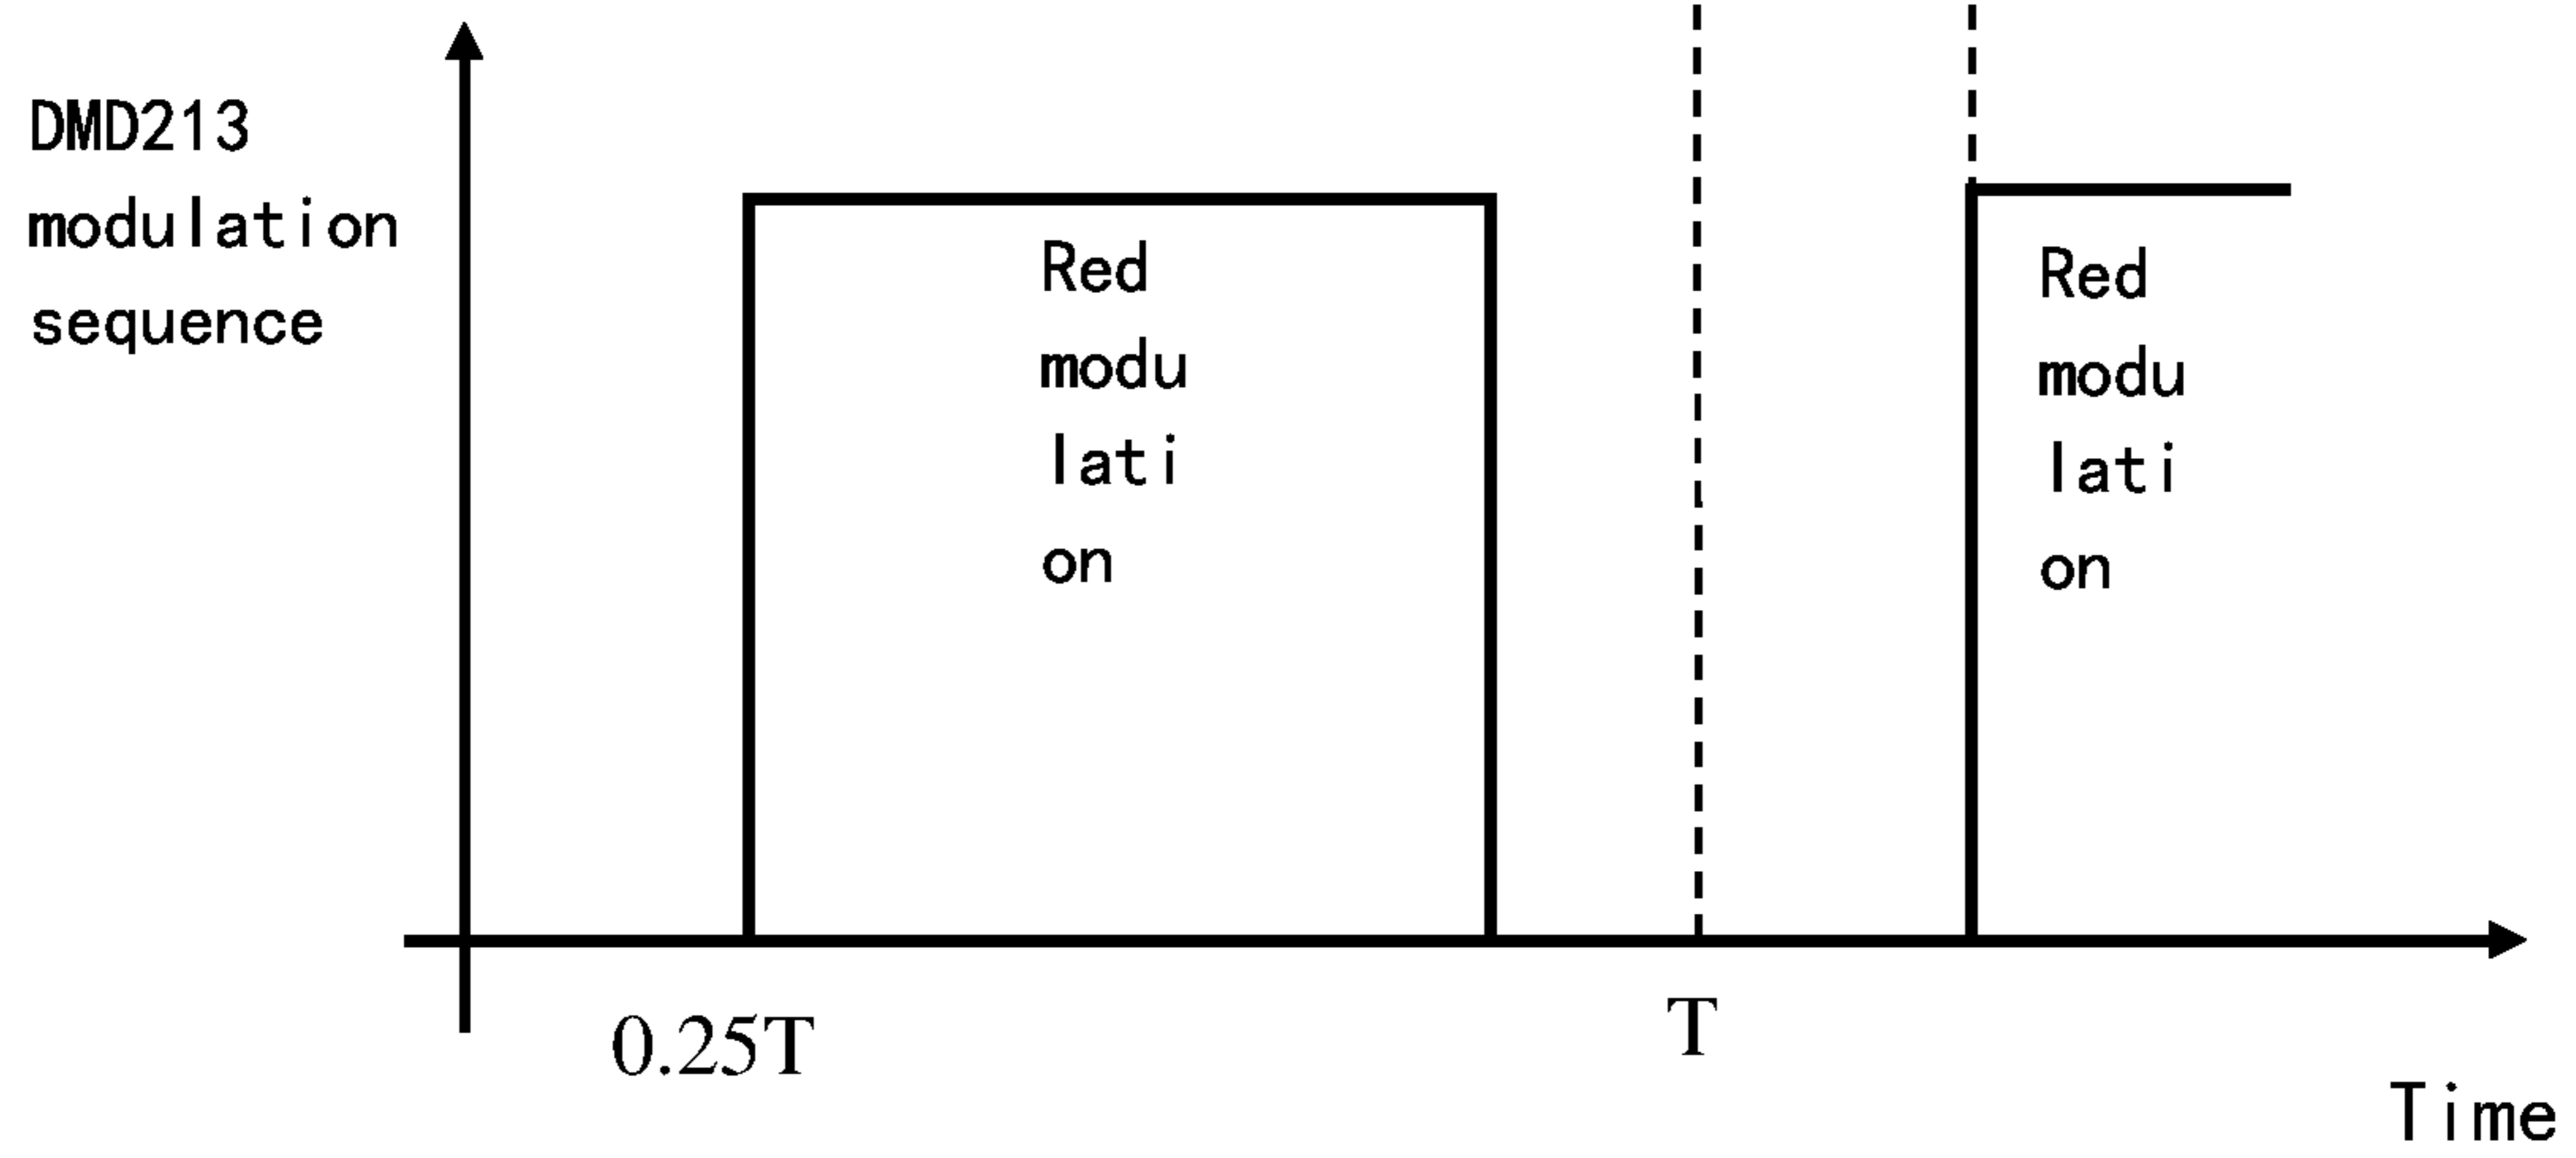 DMD213
modulation
sequence
Red
modu
lati
on
Red
modu
lati
on
0.25T
T
Time